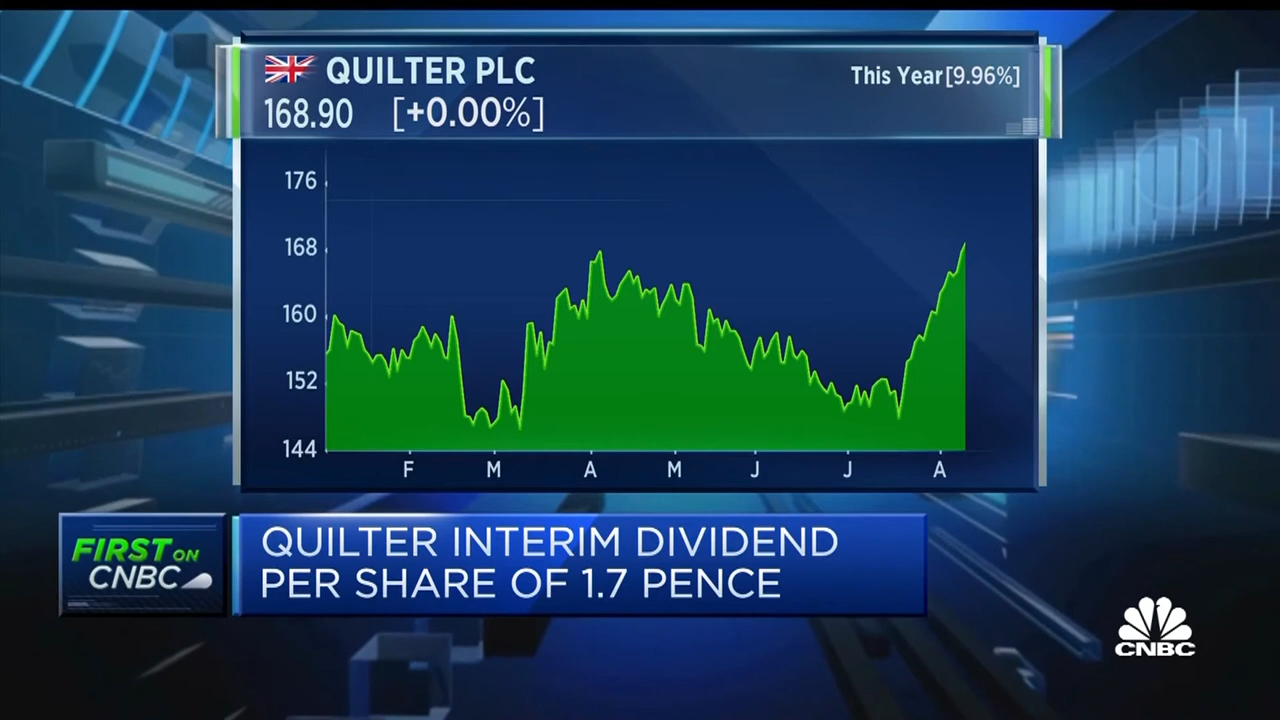 QUILTER PLC
This Year[9.96%]
168.90 [+0.00%]
176
168
160
152
144
F M A M J J A
FIRST ON
CNBC
QUILTER INTERIM DIVIDEND
PER SHARE OF 1.7 PENCE
CNBC